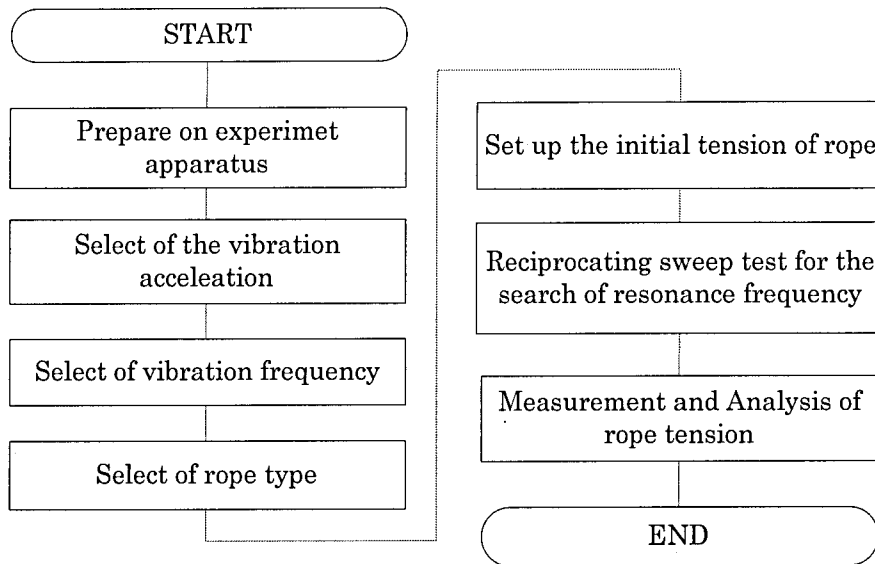 START
Prepare on experimet
apparatus
Select of the vibration
acceleation
Select of vibration frequency
Select of rope type
Set up the initial tension of rope
Reciprocating sweep test for the
search of resonance frequency
Measurement and Analysis of
rope tension
END